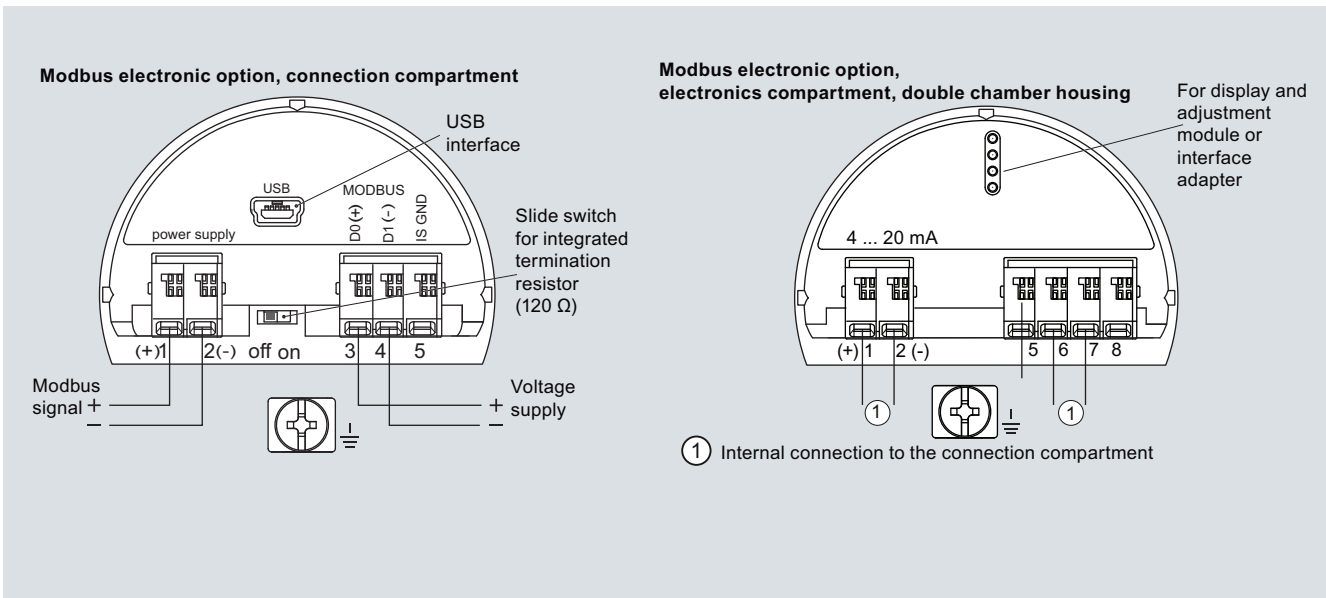 Modbus electronic option, connection compartment
USB
interface
USB
MODBUS
D0(+)
D1(-)
IS GND
power supply
Slide switch
for integrated
termination
resistor
(120 Ω)
(+)1
2(-)
off on
3
4
5
Modbus
signal +
−
Voltage
+ supply
−
Modbus electronic option,
electronics compartment, double chamber housing
For display and
adjustment
module or
interface
adapter
4 ... 20 mA
(+) 1
2 (-)
5
6
7
8
1
1
1 Internal connection to the connection compartment